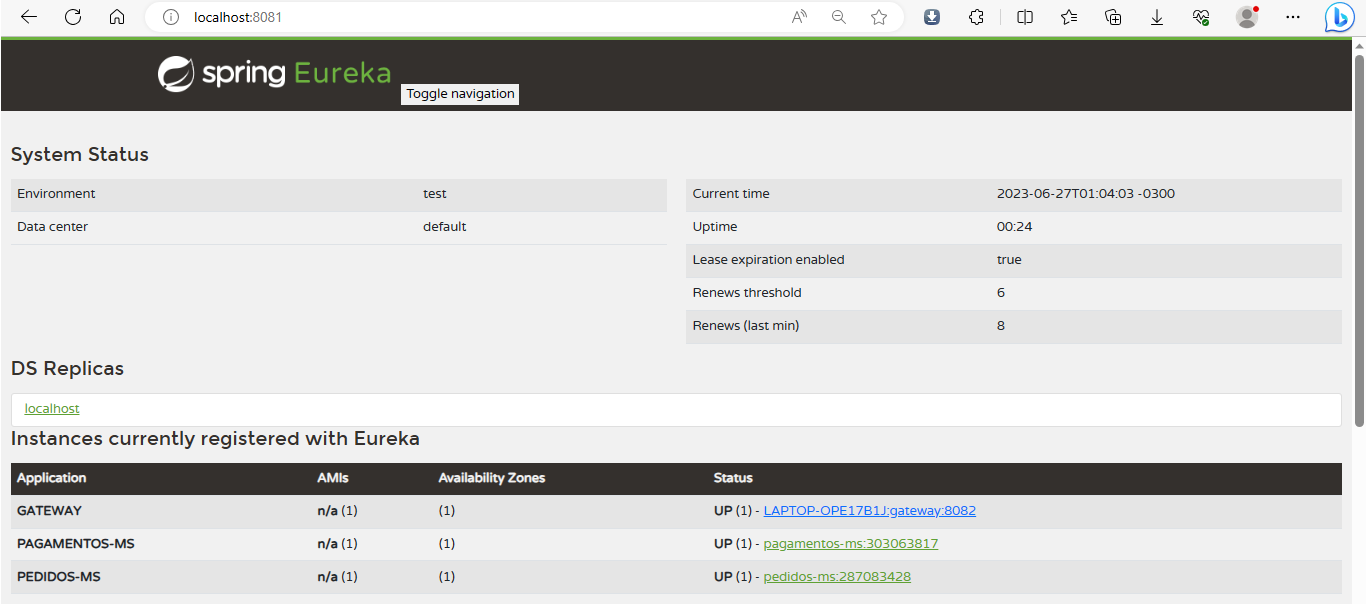 localhost:8081
spring Eureka
Toggle navigation
System Status
Environment test
Data center default
Current time 2023-06-27T01:04:03 -0300
Uptime 00:24
Lease expiration enabled true
Renews threshold 6
Renews (last min) 8
DS Replicas
localhost
Instances currently registered with Eureka
Application AMIs Availability Zones Status
GATEWAY n/a (1) (1) UP (1) - LAPTOP-OPE17B1J:gateway:8082
PAGAMENTOS-MS n/a (1) (1) UP (1) - pagamentos-ms:303063817
PEDIDOS-MS n/a (1) (1) UP (1) - pedidos-ms:287083428